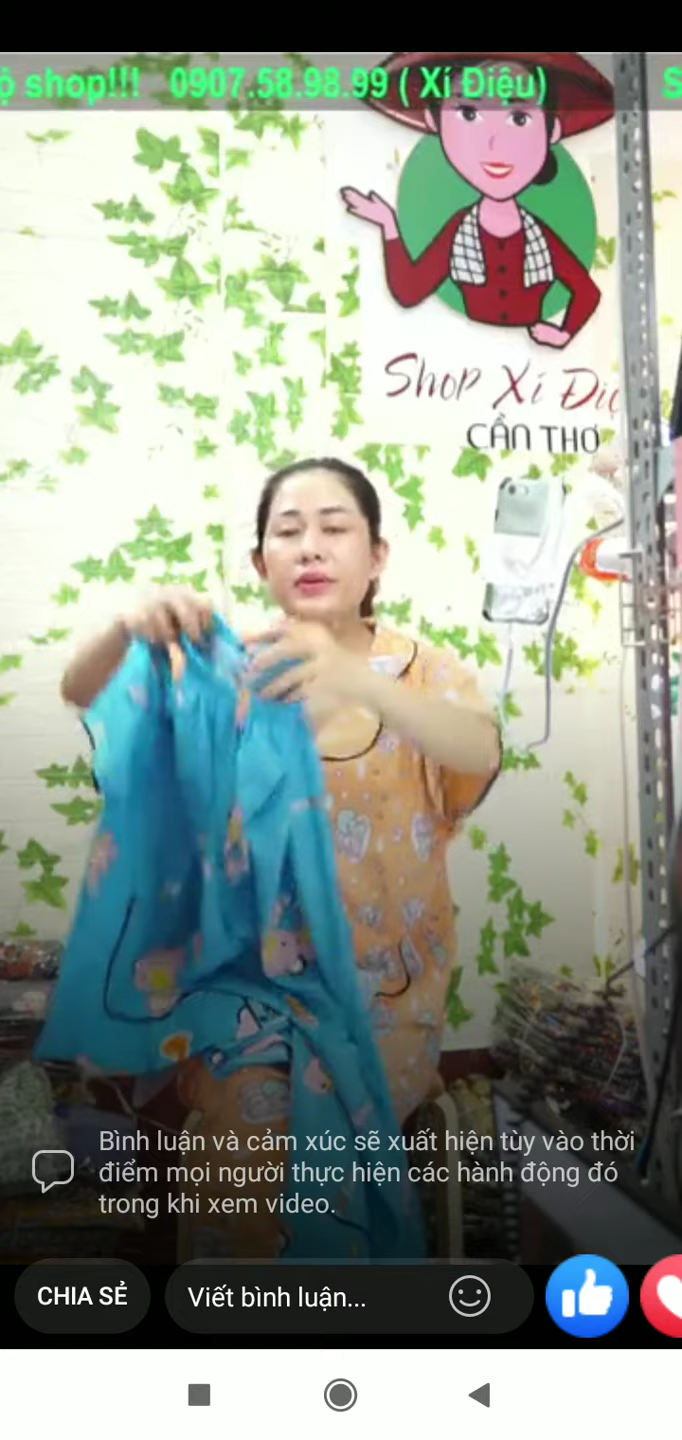 ộ shop!!! 0907.58.98.99 ( Xí Điệu) S
Shop Xí Điệ
CẦN THƠ
Bình luận và cảm xúc sẽ xuất hiện tùy vào thời
điểm mọi người thực hiện các hành động đó
trong khi xem video.
CHIA SẺ
Viết bình luận...